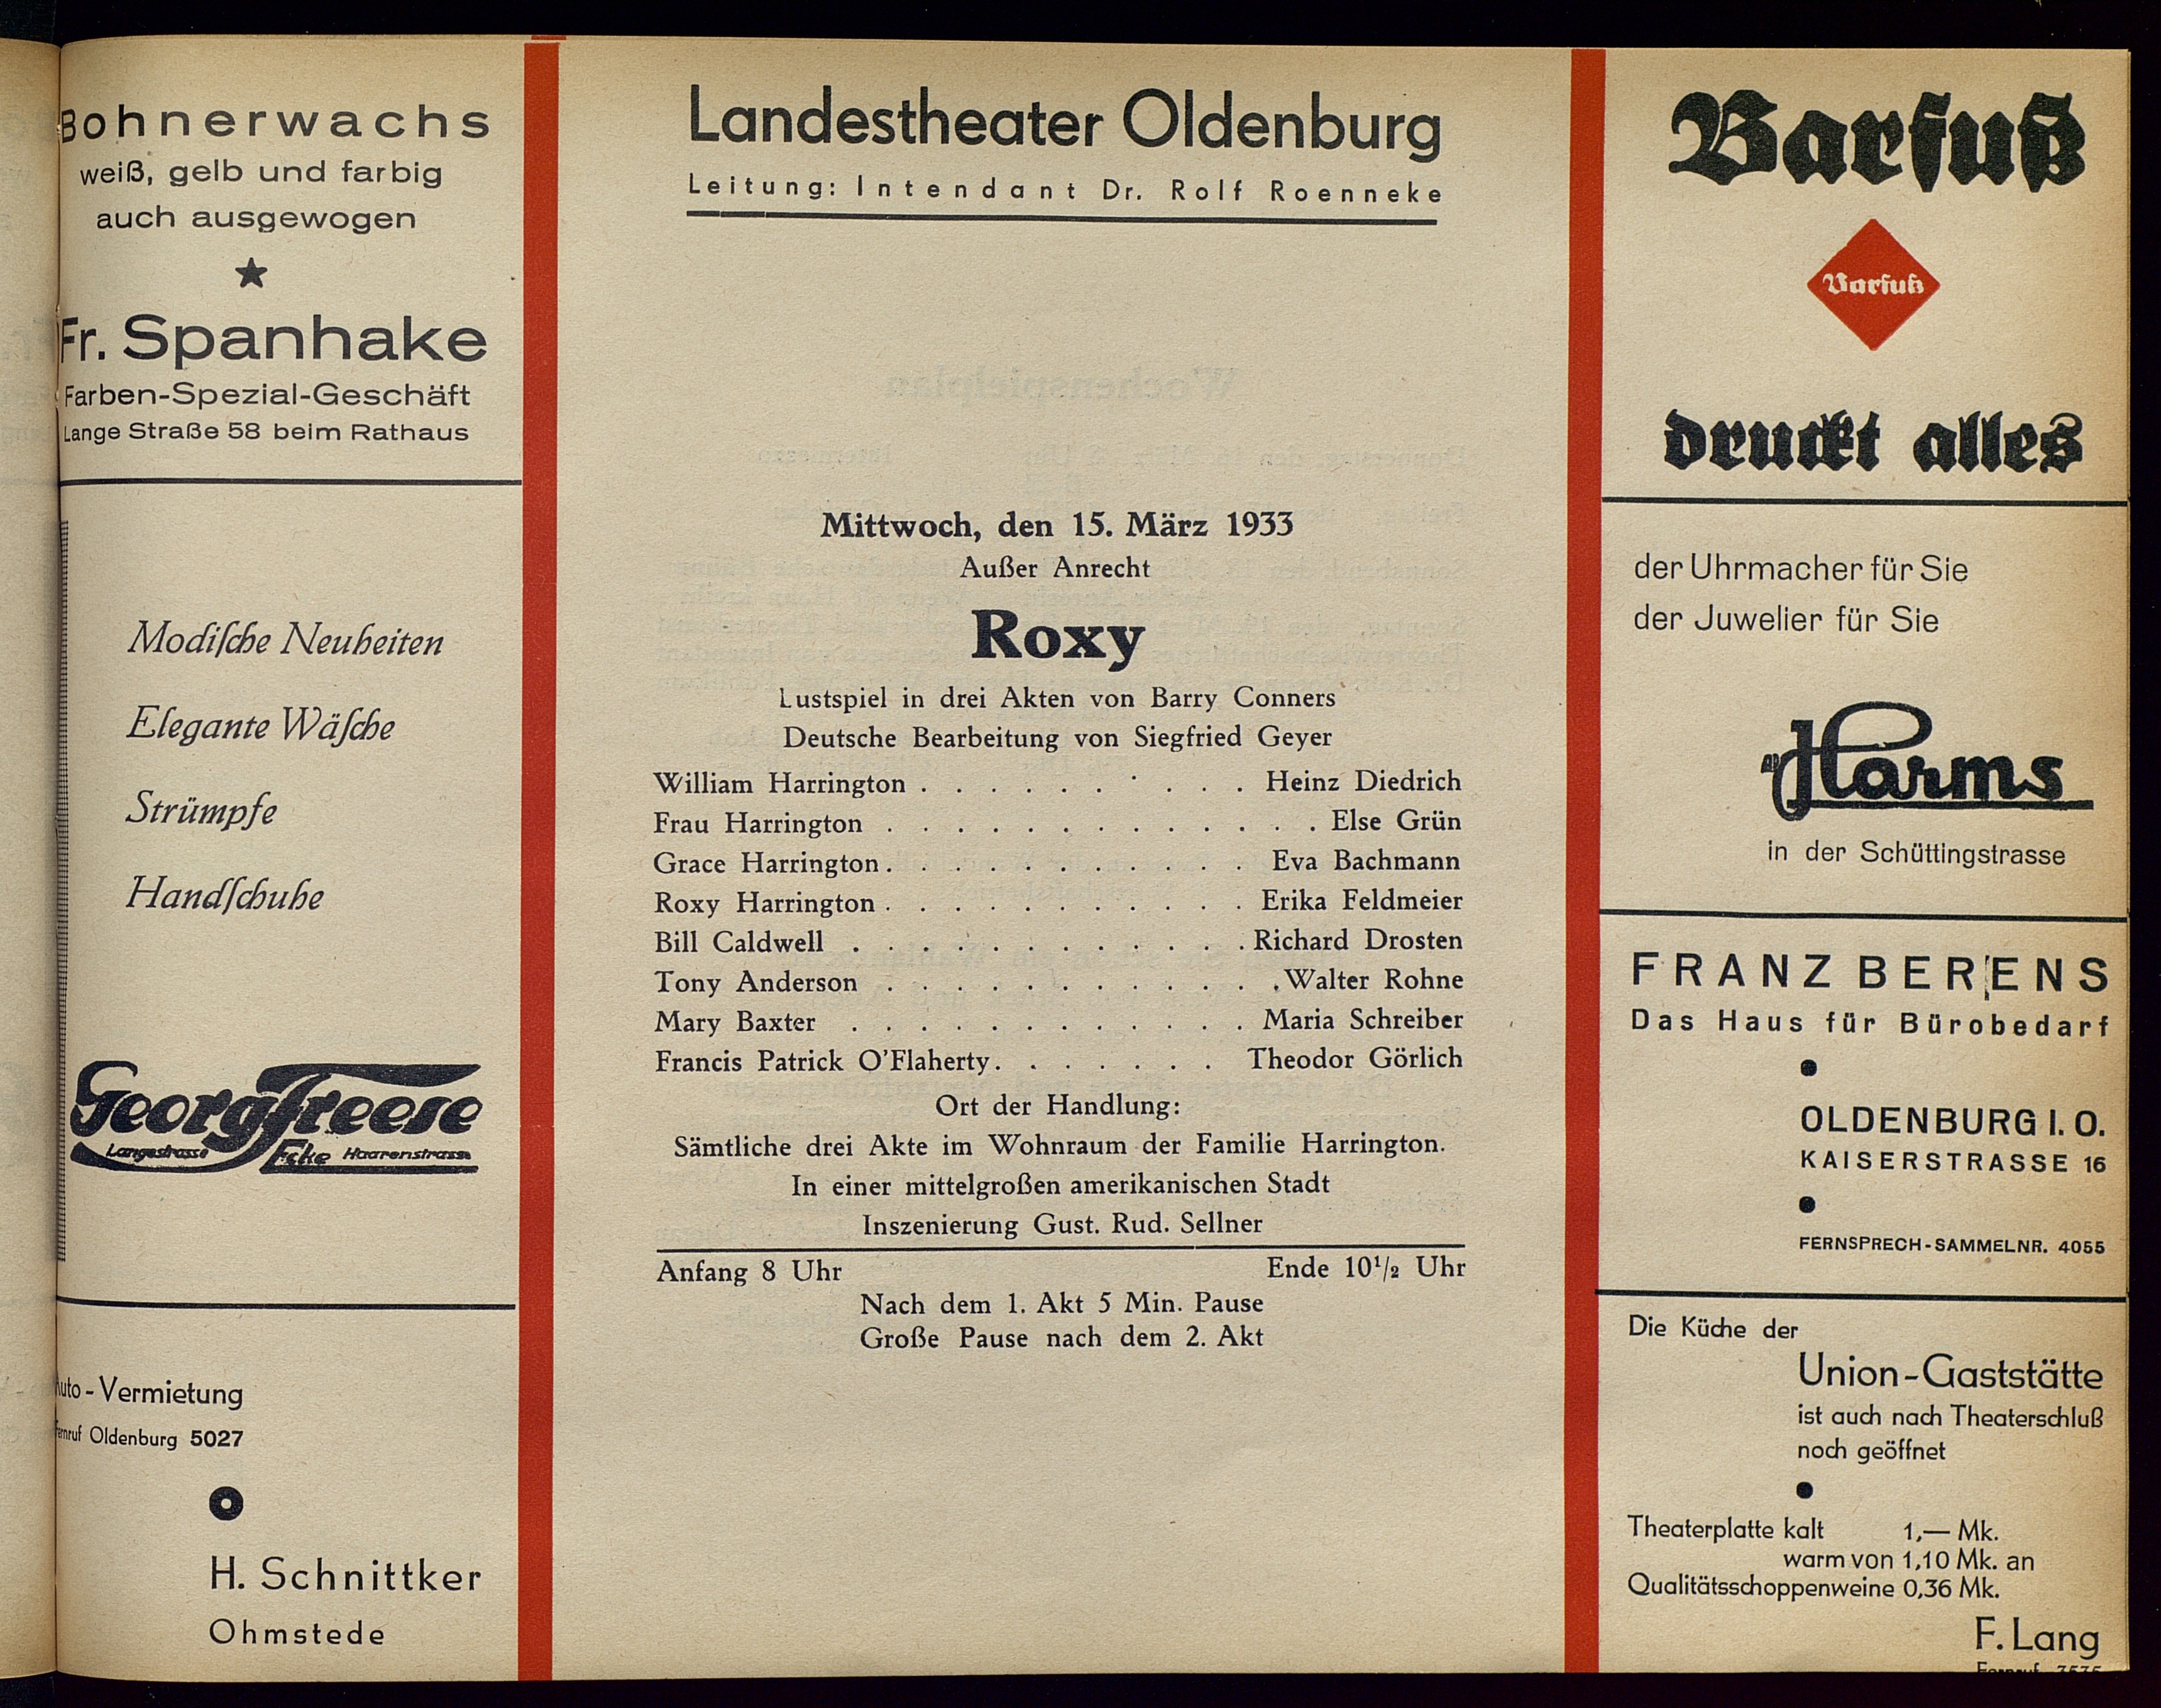 Bohnerwachs
weiß, gelb und farbig
auch ausgewogen
Fr. Spanhake
Farben-Spezial-Geschäft
Lange Straße 58 beim Rathaus
Modiſche Neuheiten
Elegante Wäſche
Strümpfe
Handſchuhe
Georg Freese
Langestrasse Ecke Haarenstrasse
Auto-Vermietung
Fernruf Oldenburg 5027
H. Schnittker
Ohmstede
Landestheater Oldenburg
Leitung: Intendant Dr. Rolf Roenneke
Mittwoch, den 15. März 1933
Außer Anrecht
Roxy
Lustspiel in drei Akten von Barry Conners
Deutsche Bearbeitung von Siegfried Geyer
William Harrington . . . . . . . . . . Heinz Diedrich
Frau Harrington . . . . . . . . . . . . . Else Grün
Grace Harrington . . . . . . . . . . . Eva Bachmann
Roxy Harrington . . . . . . . . . . . Erika Feldmeier
Bill Caldwell . . . . . . . . . . . . Richard Drosten
Tony Anderson . . . . . . . . . . . . Walter Rohne
Mary Baxter . . . . . . . . . . . . Maria Schreiber
Francis Patrick O'Flaherty . . . . . . . Theodor Görlich
Ort der Handlung:
Sämtliche drei Akte im Wohnraum der Familie Harrington.
In einer mittelgroßen amerikanischen Stadt
Inszenierung Gust. Rud. Sellner
Anfang 8 Uhr Ende 10½ Uhr
Nach dem 1. Akt 5 Min. Pause
Große Pause nach dem 2. Akt
Barfuß
Barfuß
druckt alles
der Uhrmacher für Sie
der Juwelier für Sie
Harms
in der Schüttingstrasse
FRANZ BERENS
Das Haus für Bürobedarf
OLDENBURG I. O.
KAISERSTRASSE 16
FERNSPRECH-SAMMELNR. 4055
Die Küche der
Union-Gaststätte
ist auch nach Theaterschluß
noch geöffnet
Theaterplatte kalt 1,— Mk.
warm von 1,10 Mk. an
Qualitätsschoppenweine 0,36 Mk.
F. Lang